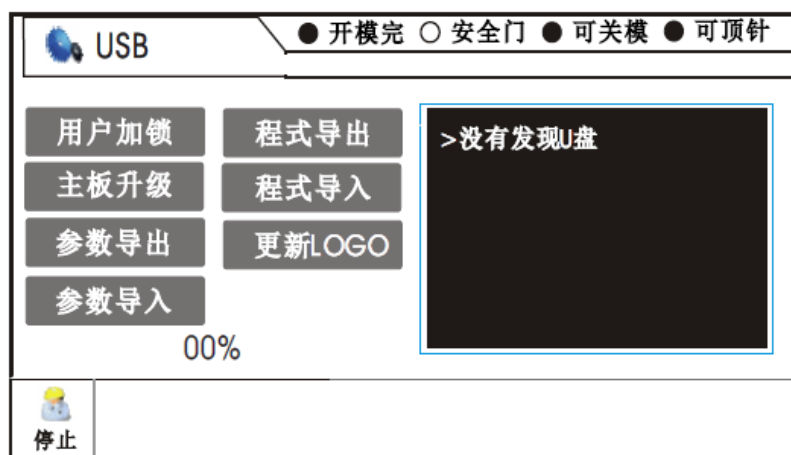 USB
● 开模完 ○ 安全门 ● 可关模 ● 可顶针
用户加锁 程式导出
主板升级 程式导入
参数导出 更新LOGO
参数导入
00%
>没有发现U盘
停止